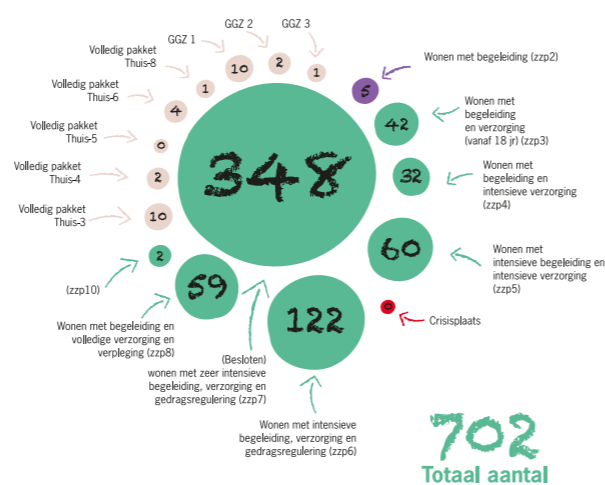 GGZ 1
GGZ 2
GGZ 3
Volledig pakket
Thuis-8
Volledig pakket
Thuis-6
Volledig pakket
Thuis-5
Volledig pakket
Thuis-4
Volledig pakket
Thuis-3
10
2
1
1
4
0
2
10
2
348
5
42
32
60
0
122
59
Wonen met begeleiding (zzp2)
Wonen met
begeleiding
en verzorging
(vanaf 18 jr) (zzp3)
Wonen met
begeleiding en
intensieve verzorging
(zzp4)
Wonen met
intensieve begeleiding en
intensieve verzorging
(zzp5)
Crisisplaats
(zzp10)
Wonen met begeleiding en
volledige verzorging en
verpleging (zzp8)
(Besloten)
wonen met zeer intensieve
begeleiding, verzorging en
gedragsregulering (zzp7)
Wonen met intensieve
begeleiding, verzorging en
gedragsregulering (zzp6)
702
Totaal aantal